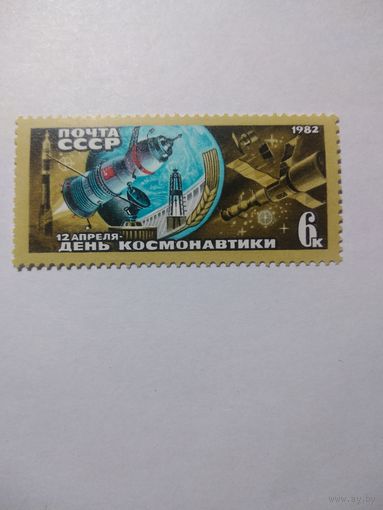 ПОЧТА
СССР
1982
12 АПРЕЛЯ-
ДЕНЬ КОСМОНАВТИКИ
6к
www.ay.by